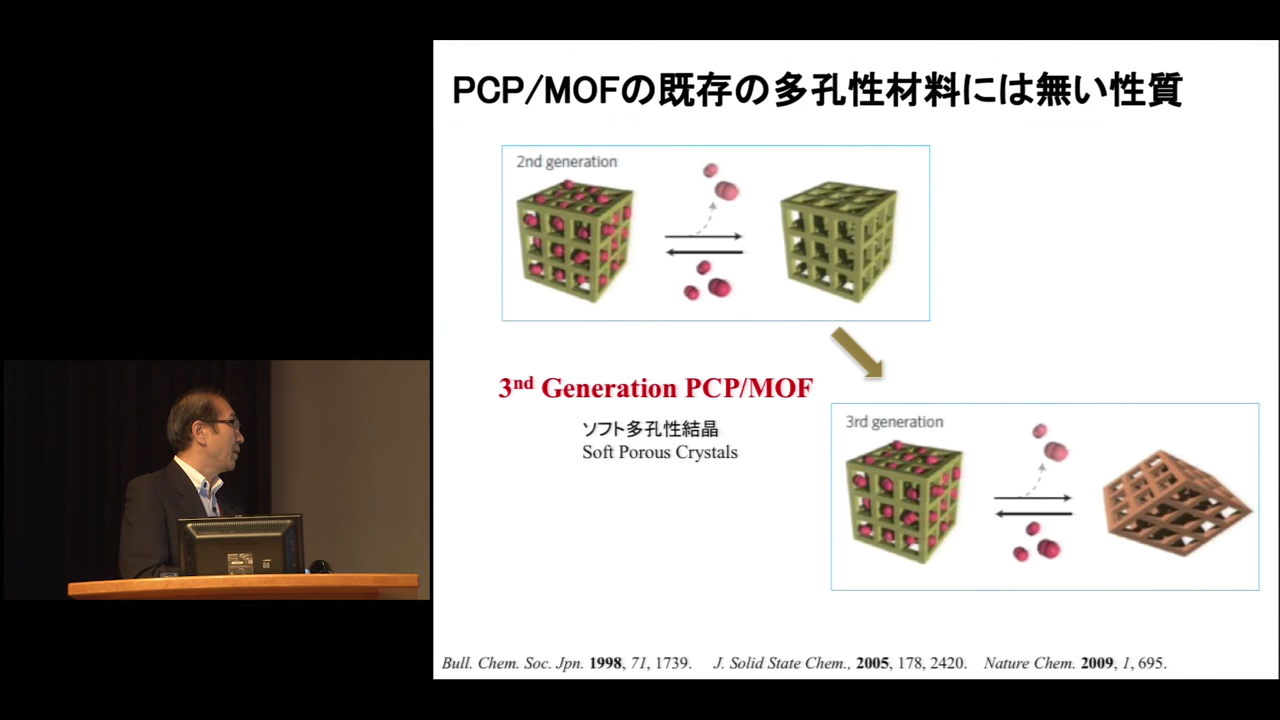 PCP/MOFの既存の多孔性材料には無い性質
2nd generation
3nd Generation PCP/MOF
ソフト多孔性結晶
Soft Porous Crystals
3rd generation
Bull. Chem. Soc. Jpn. 1998, 71, 1739. J. Solid State Chem., 2005, 178, 2420. Nature Chem. 2009, 1, 695.